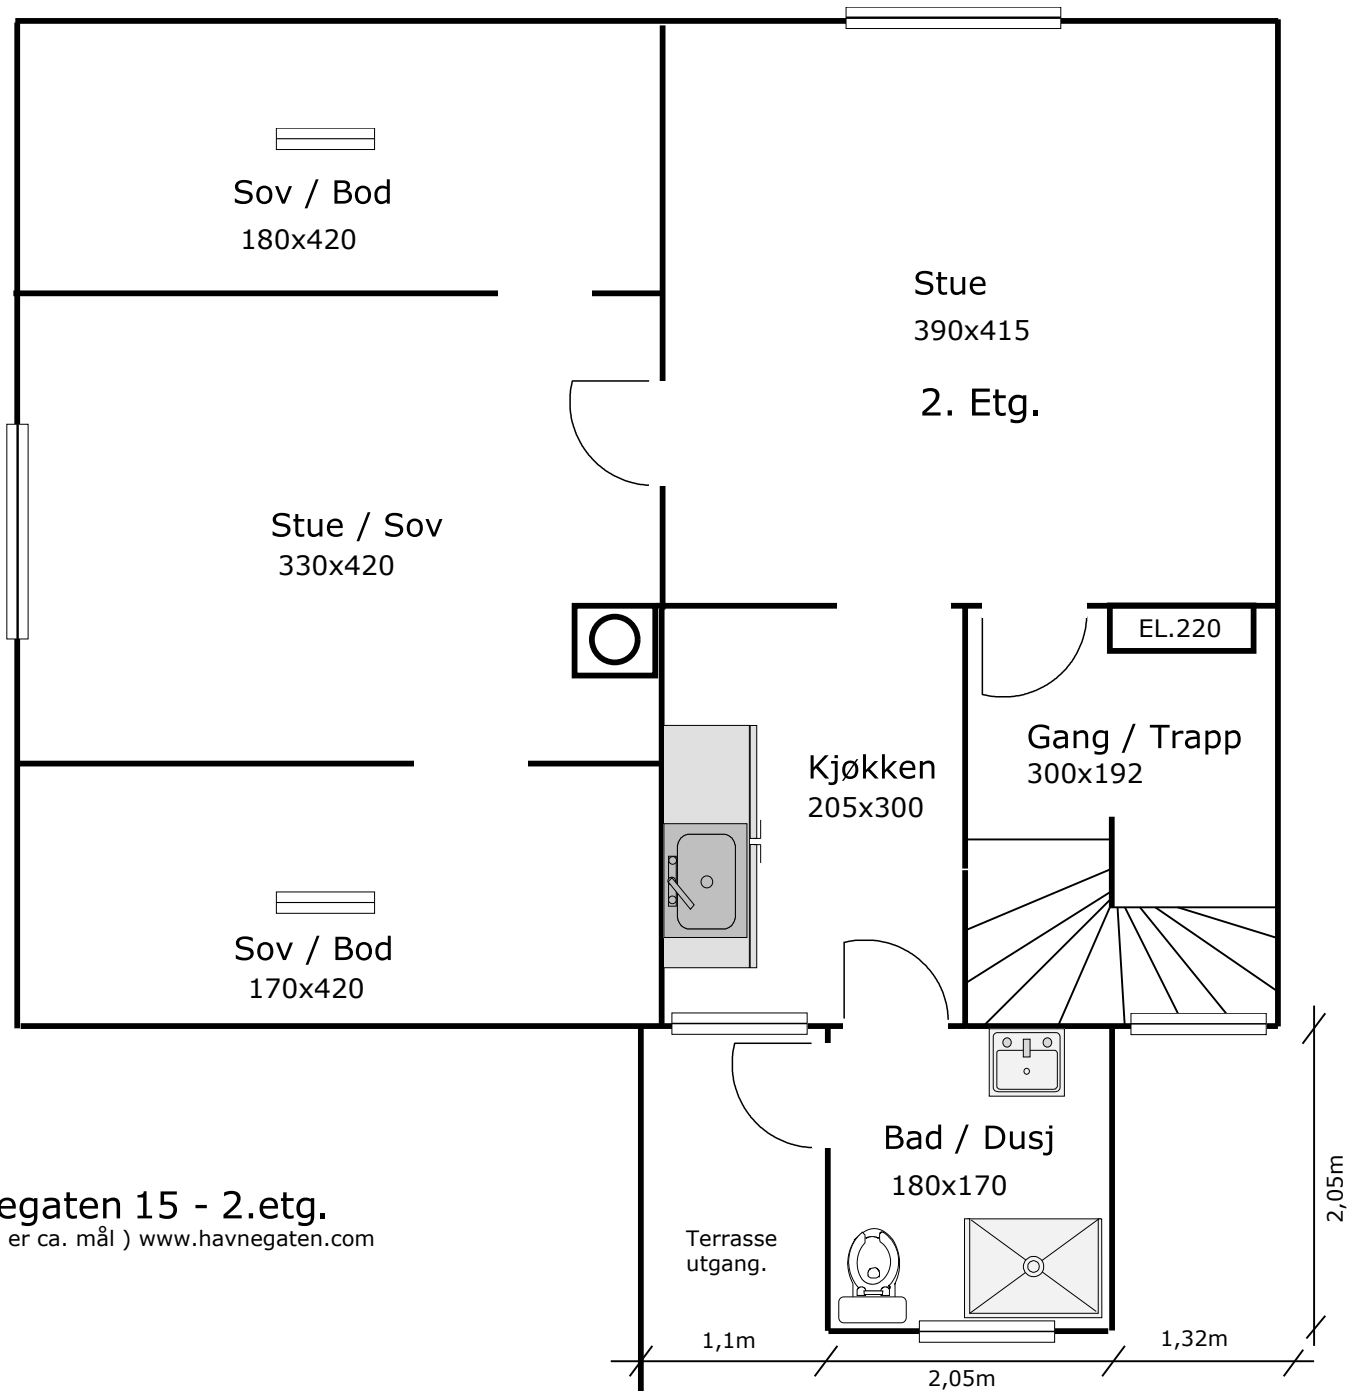 Sov / Bod
180x420
Stue
390x415
2. Etg.
Stue / Sov
330x420
EL.220
Gang / Trapp
300x192
Kjøkken
205x300
Sov / Bod
170x420
Bad / Dusj
180x170
egaten 15 - 2.etg.
er ca. mål ) www.havnegaten.com
Terrasse
utgang.
2,05m
1,1m
2,05m
1,32m